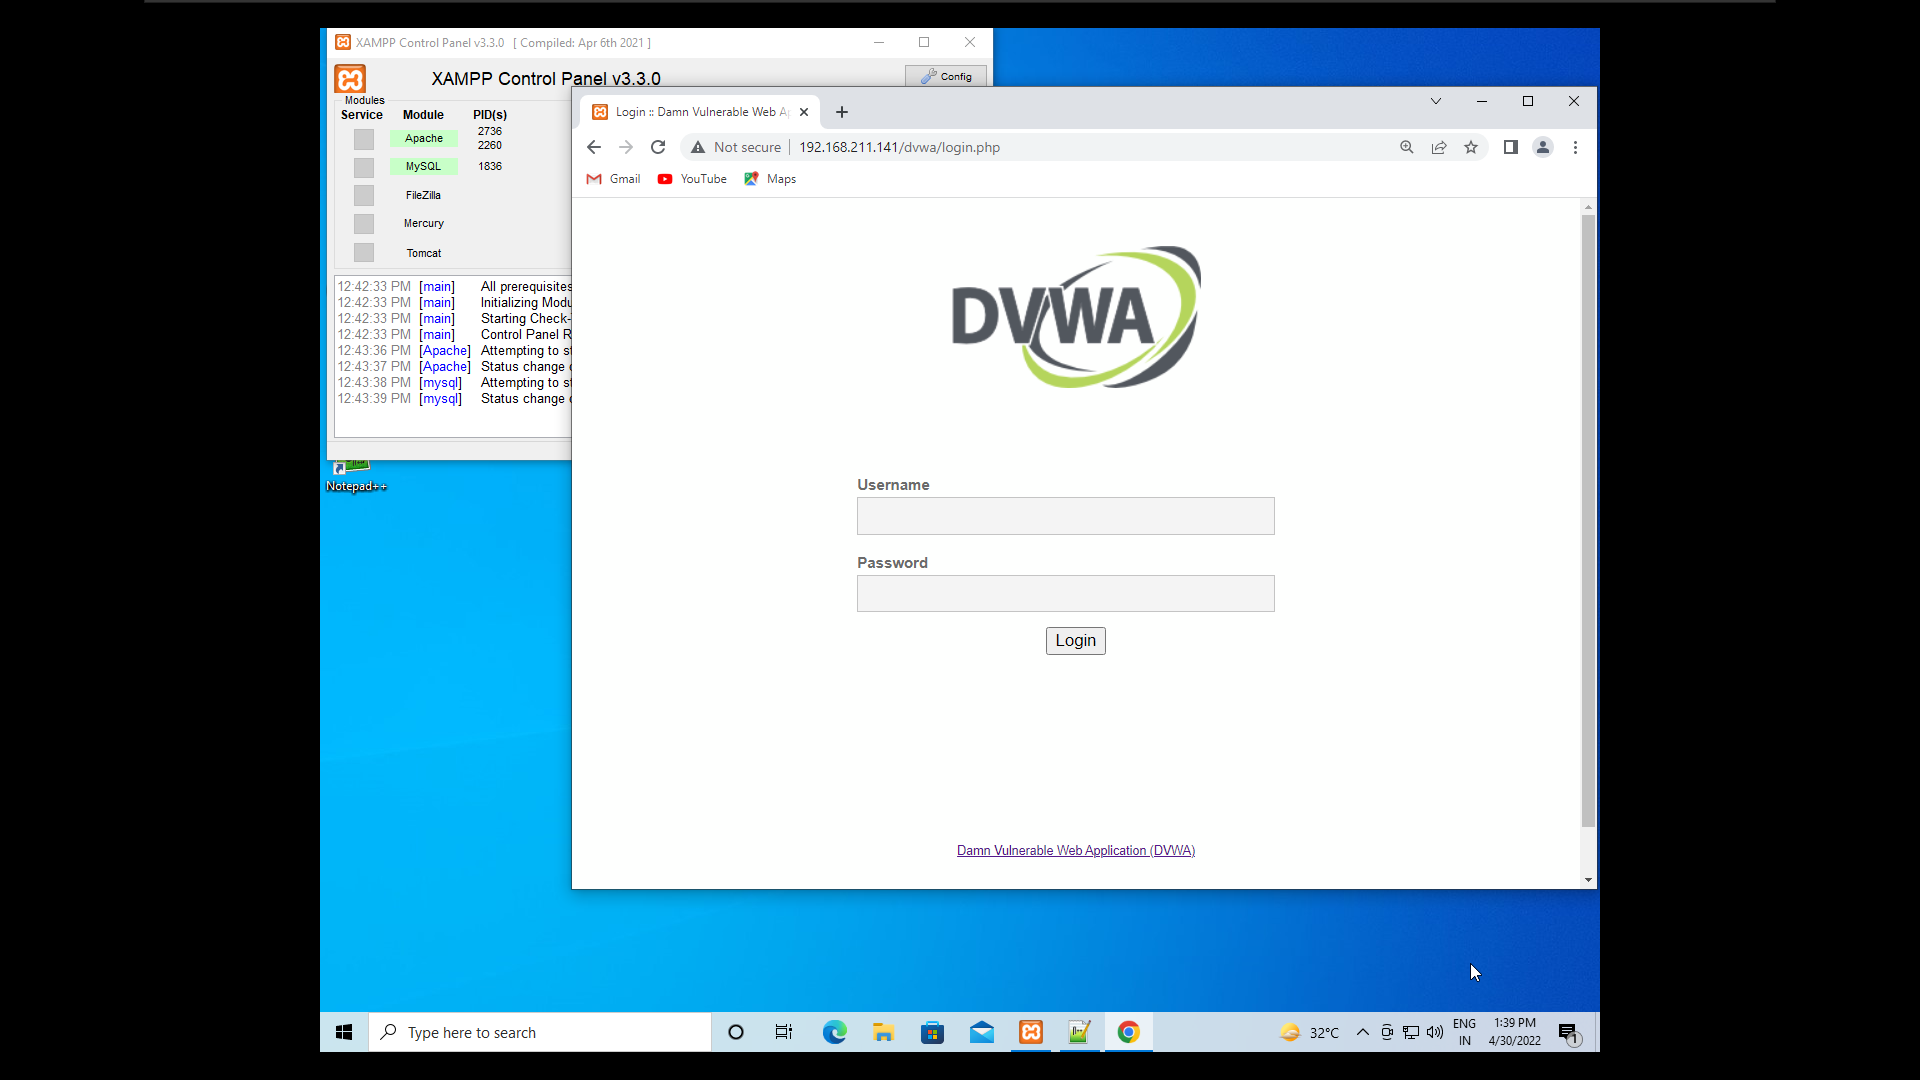 XAMPP Control Panel v3.3.0 [ Compiled: Apr 6th 2021 ]
XAMPP Control Panel v3.3.0
Config
Modules
Service Module PID(s)
Apache 2736
2260
MySQL 1836
FileZilla
Mercury
Tomcat
12:42:33 PM [main] All prerequisites
12:42:33 PM [main] Initializing Modu
12:42:33 PM [main] Starting Check-
12:42:33 PM [main] Control Panel R
12:43:36 PM [Apache] Attempting to st
12:43:37 PM [Apache] Status change
12:43:38 PM [mysql] Attempting to st
12:43:39 PM [mysql] Status change
Notepad++
Login :: Damn Vulnerable Web Ap
Not secure 192.168.211.141/dvwa/login.php
Gmail YouTube Maps
DVWA
Username
Password
Login
Damn Vulnerable Web Application (DVWA)
Type here to search
32°C
ENG
IN
1:39 PM
4/30/2022
1